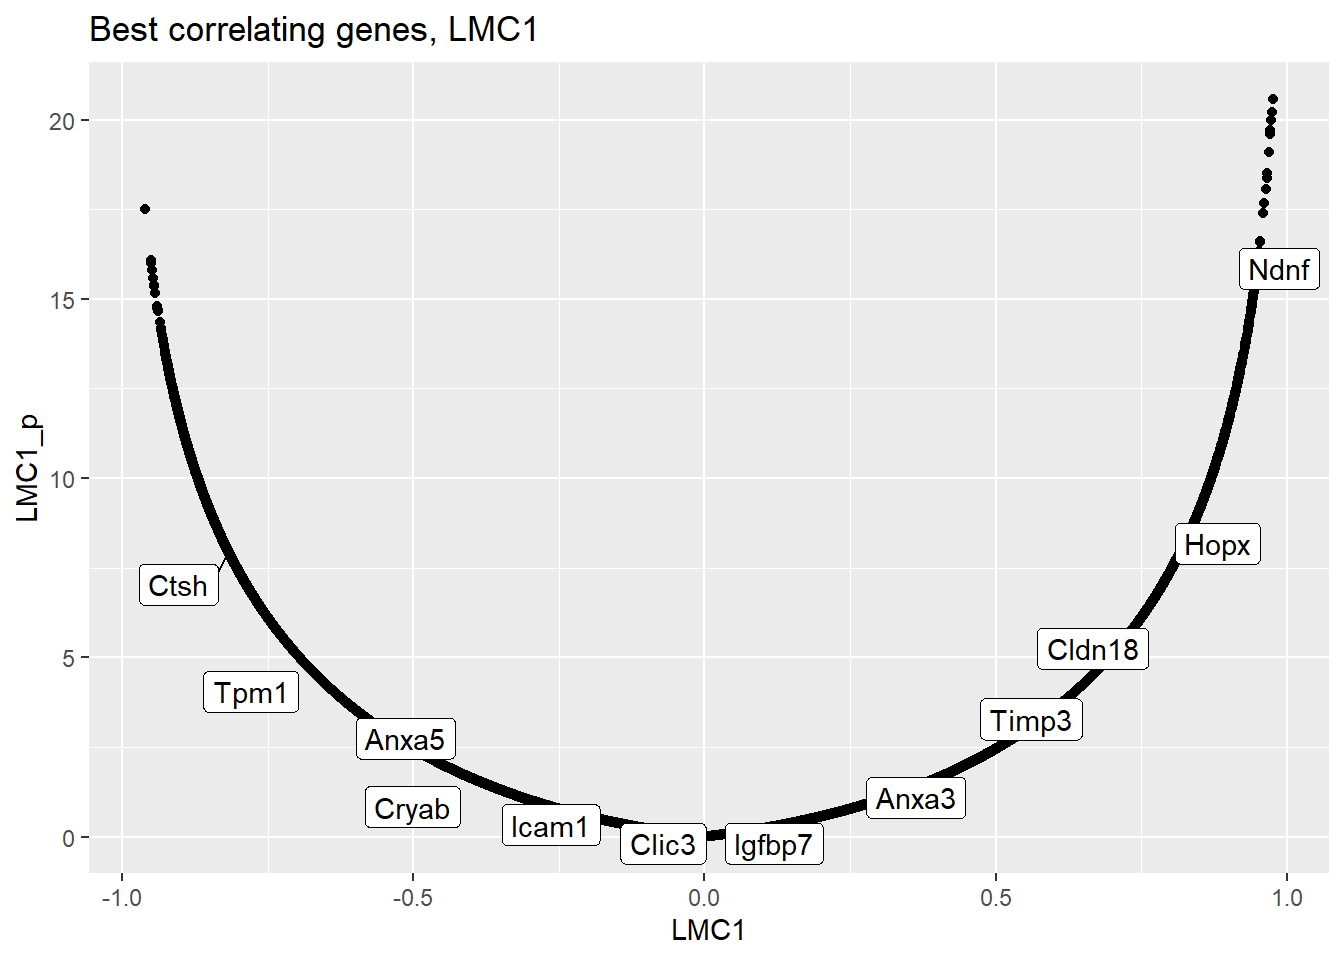 Best correlating genes, LMC1
20
15
10
5
0
LMC1_p
Ndnf
Hopx
Ctsh
Cldn18
Tpm1
Timp3
Anxa5
Anxa3
Cryab
Icam1
Clic3
Igfbp7
-1.0
-0.5
0.0
0.5
1.0
LMC1